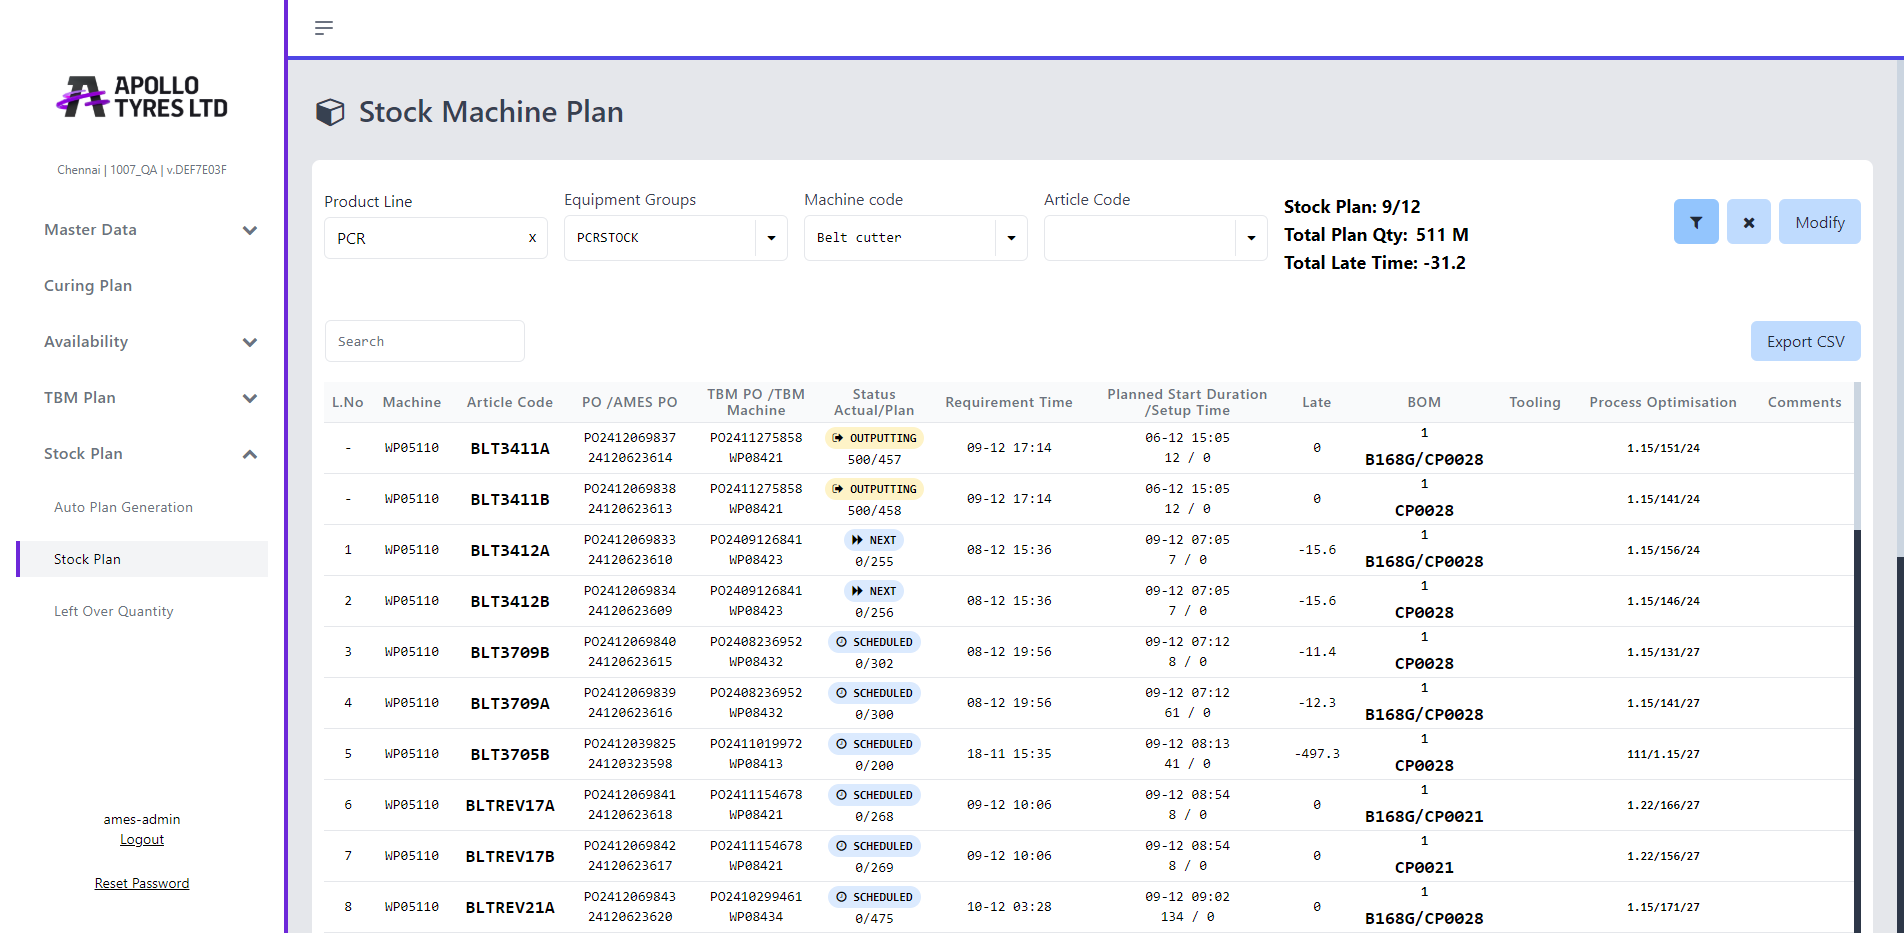 APOLLO
TYRES LTD
Chennai | 1007_QA | v.DEF7E03F
Master Data
Curing Plan
Availability
TBM Plan
Stock Plan
Auto Plan Generation
Stock Plan
Left Over Quantity
ames-admin
Logout
Reset Password
Stock Machine Plan
Product Line
PCR x
Equipment Groups
PCRSTOCK
Machine code
Belt cutter
Article Code
Stock Plan: 9/12
Total Plan Qty: 511 M
Total Late Time: -31.2
Modify
Search
Export CSV
L.No Machine Article Code PO /AMES PO TBM PO /TBM Machine Status Actual/Plan Requirement Time Planned Start Duration /Setup Time Late BOM Tooling Process Optimisation Comments
- WP05110 BLT3411A PO2412069837 24120623614 PO2411275858 WP08421 OUTPUTTING 500/457 09-12 17:14 06-12 15:05 12 / 0 0 1 B168G/CP0028 1.15/151/24
- WP05110 BLT3411B PO2412069838 24120623613 PO2411275858 WP08421 OUTPUTTING 500/458 09-12 17:14 06-12 15:05 12 / 0 0 1 CP0028 1.15/141/24
1 WP05110 BLT3412A PO2412069833 24120623610 PO2409126841 WP08423 NEXT 0/255 08-12 15:36 09-12 07:05 7 / 0 -15.6 1 B168G/CP0028 1.15/156/24
2 WP05110 BLT3412B PO2412069834 24120623609 PO2409126841 WP08423 NEXT 0/256 08-12 15:36 09-12 07:05 7 / 0 -15.6 1 CP0028 1.15/146/24
3 WP05110 BLT3709B PO2412069840 24120623615 PO2408236952 WP08432 SCHEDULED 0/302 08-12 19:56 09-12 07:12 8 / 0 -11.4 1 CP0028 1.15/131/27
4 WP05110 BLT3709A PO2412069839 24120623616 PO2408236952 WP08432 SCHEDULED 0/300 08-12 19:56 09-12 07:12 61 / 0 -12.3 1 B168G/CP0028 1.15/141/27
5 WP05110 BLT3705B PO2412039825 24120323598 PO2411019972 WP08413 SCHEDULED 0/200 18-11 15:35 09-12 08:13 41 / 0 -497.3 1 CP0028 111/1.15/27
6 WP05110 BLTREV17A PO2412069841 24120623618 PO2411154678 WP08421 SCHEDULED 0/268 09-12 10:06 09-12 08:54 8 / 0 0 1 B168G/CP0021 1.22/166/27
7 WP05110 BLTREV17B PO2412069842 24120623617 PO2411154678 WP08421 SCHEDULED 0/269 09-12 10:06 09-12 08:54 8 / 0 0 1 CP0021 1.22/156/27
8 WP05110 BLTREV21A PO2412069843 24120623620 PO2410299461 WP08434 SCHEDULED 0/475 10-12 03:28 09-12 09:02 134 / 0 0 1 B168G/CP0028 1.15/171/27